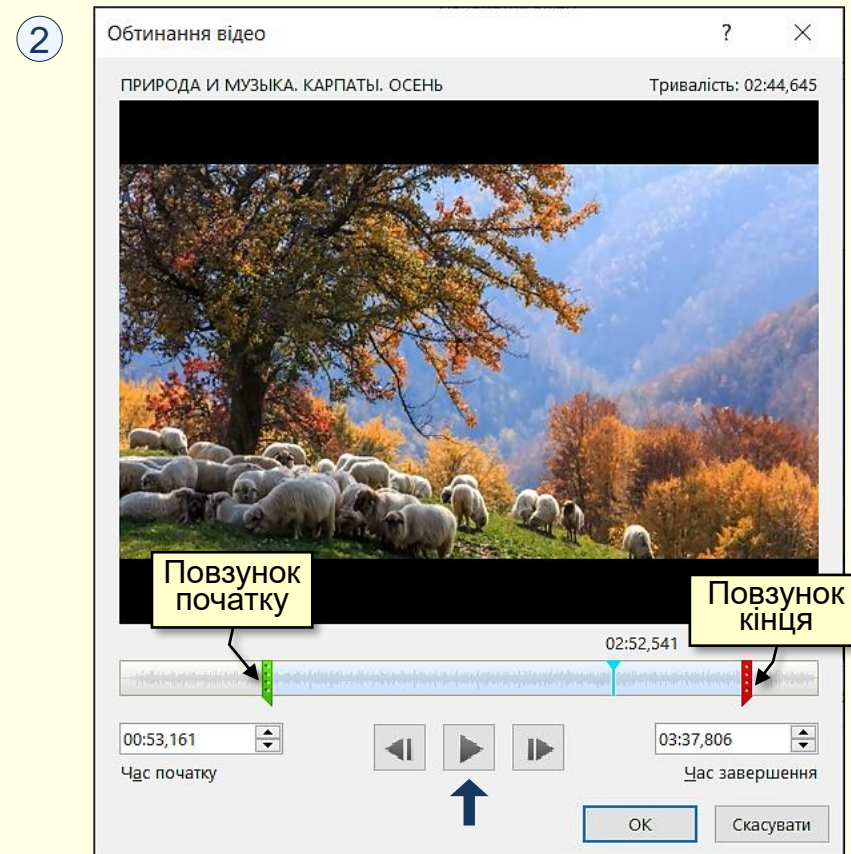 2
Обтинання відео ? ×
ПРИРОДА И МУЗЫКА. КАРПАТЫ. ОСЕНЬ Тривалість: 02:44,645
Повзунок
початку
Повзунок
кінця
02:52,541
00:53,161 03:37,806
Час початку Час завершення
ОК Скасувати